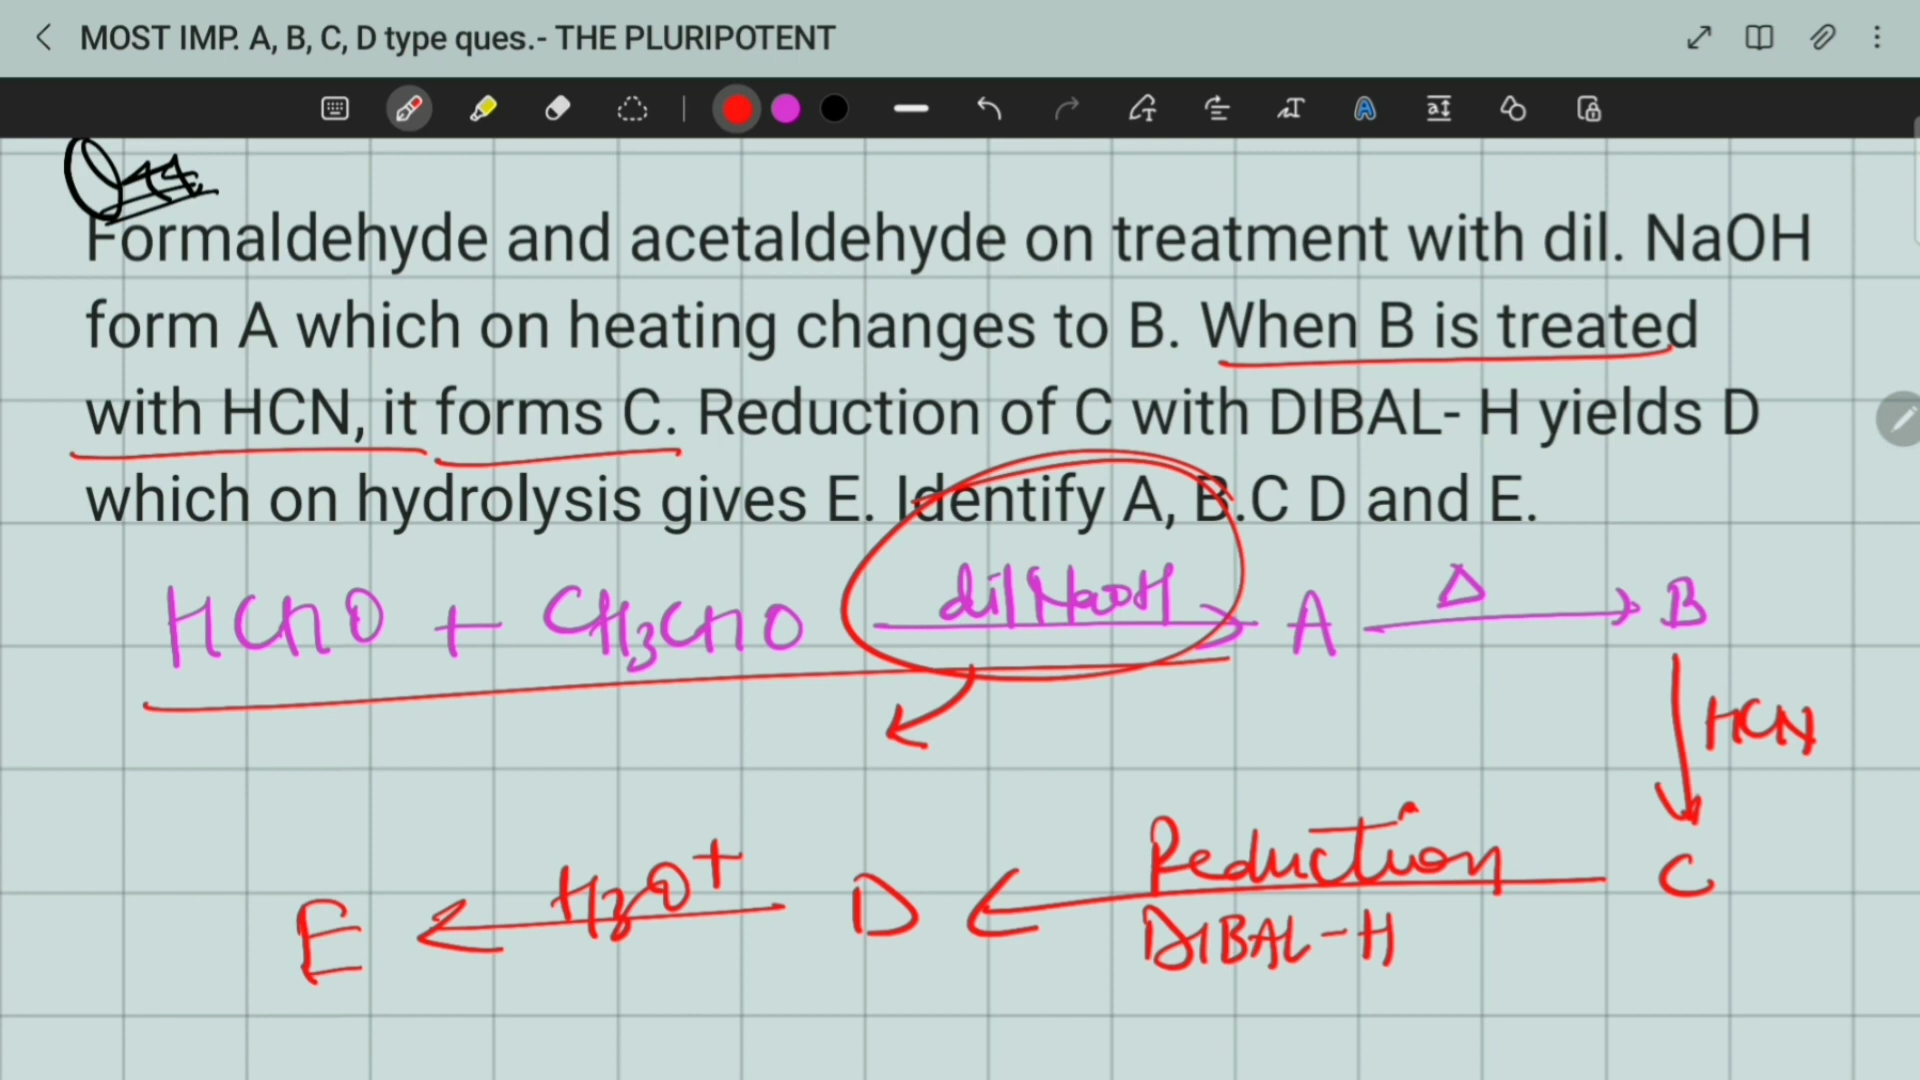 MOST IMP. A, B, C, D type ques.- THE PLURIPOTENT
Formaldehyde and acetaldehyde on treatment with dil. NaOH
form A which on heating changes to B. When B is treated
with HCN, it forms C. Reduction of C with DIBAL- H yields D
which on hydrolysis gives E. Identify A, B.C D and E.
HCHO + CH3CHO dil NaOH A Δ B
HCN
Reduction C
E H3O+ D
DIBAL-H